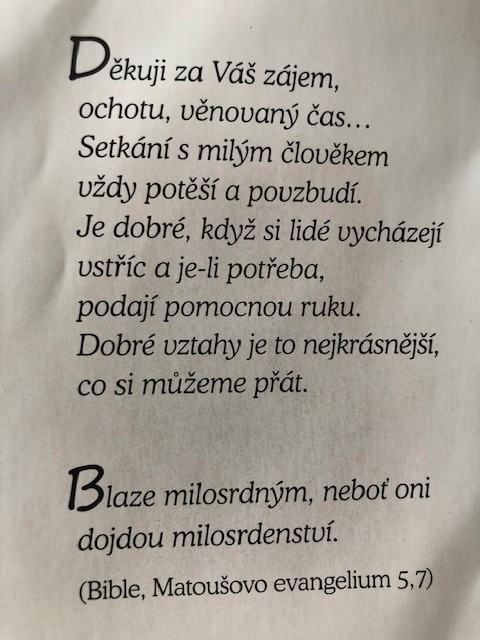 Děkuji za Váš zájem,
ochotu, věnovaný čas...
Setkání s milým člověkem
vždy potěší a povzbudí.
Je dobré, když si lidé vycházejí
vstříc a je-li potřeba,
podají pomocnou ruku.
Dobré vztahy je to nejkrásnější,
co si můžeme přát.
Blaze milosrdným, neboť oni
dojdou milosrdenství.
(Bible, Matoušovo evangelium 5,7)